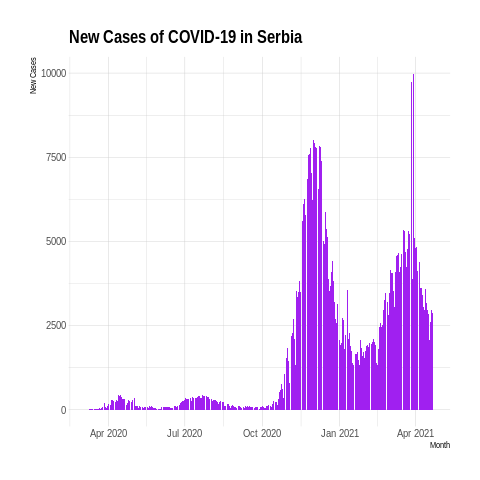 New Cases of COVID-19 in Serbia
New Cases
10000
7500
5000
2500
0
Apr 2020
Jul 2020
Oct 2020
Jan 2021
Apr 2021
Month